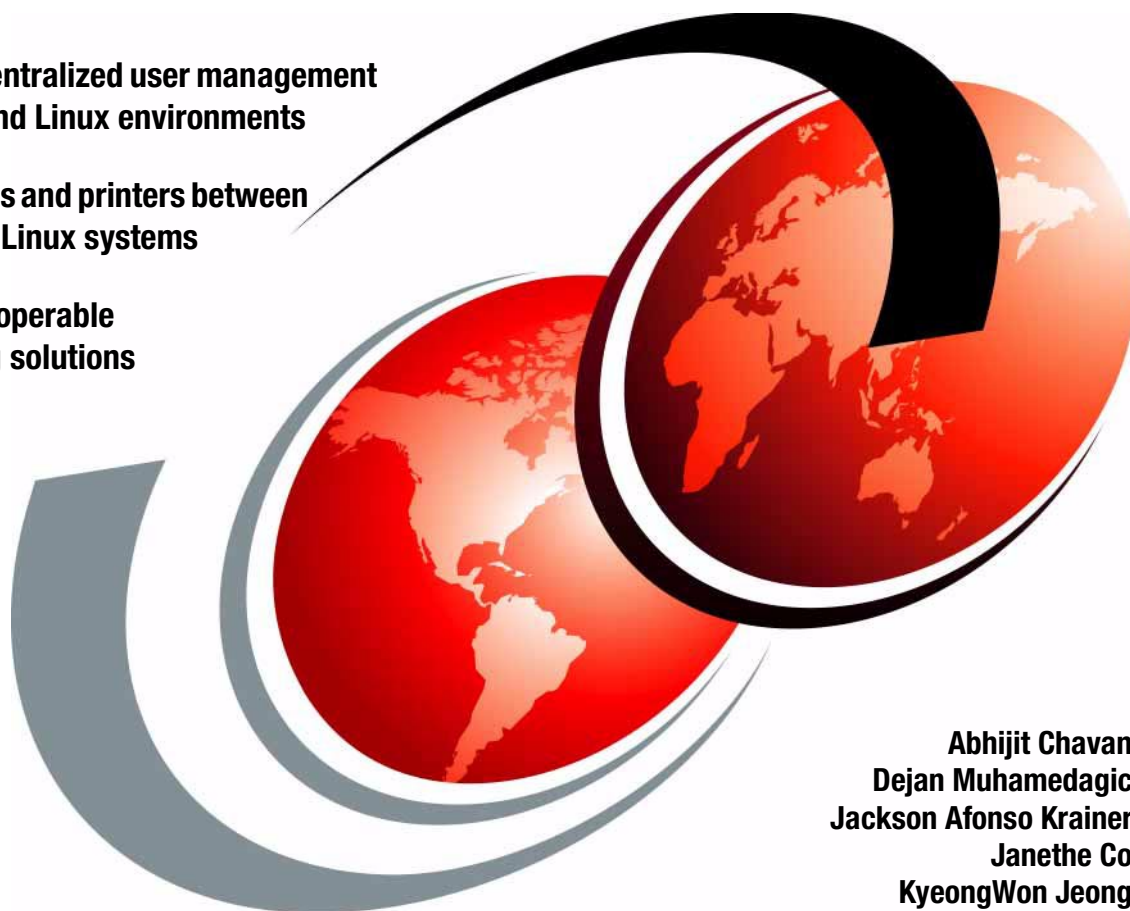 entralized user management
nd Linux environments
s and printers between
Linux systems
operable
solutions
Abhijit Chavan
Dejan Muhamedagic
Jackson Afonso Krainer
Janethe Co
KyeongWon Jeong